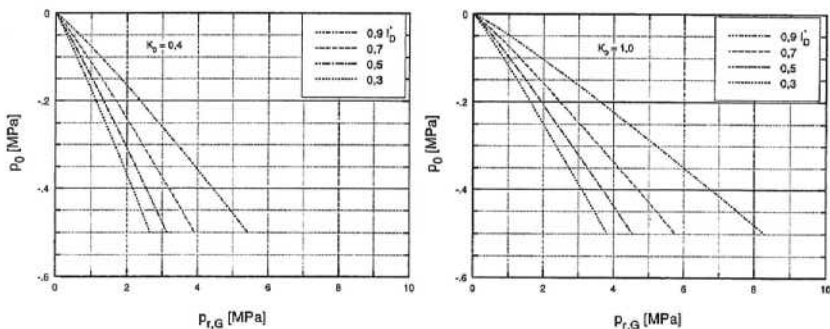 0
-.2
-.4
-.6
p₀ [MPa]
K₀ = 0,4
0,9 I*D
0,7
0,5
0,3
0 2 4 6 8 10
p r,G [MPa]
0
-.2
-.4
-.6
p₀ [MPa]
K₀ = 1,0
0,9 I*D
0,7
0,5
0,3
0 2 4 6 8 10
p r,G [MPa]